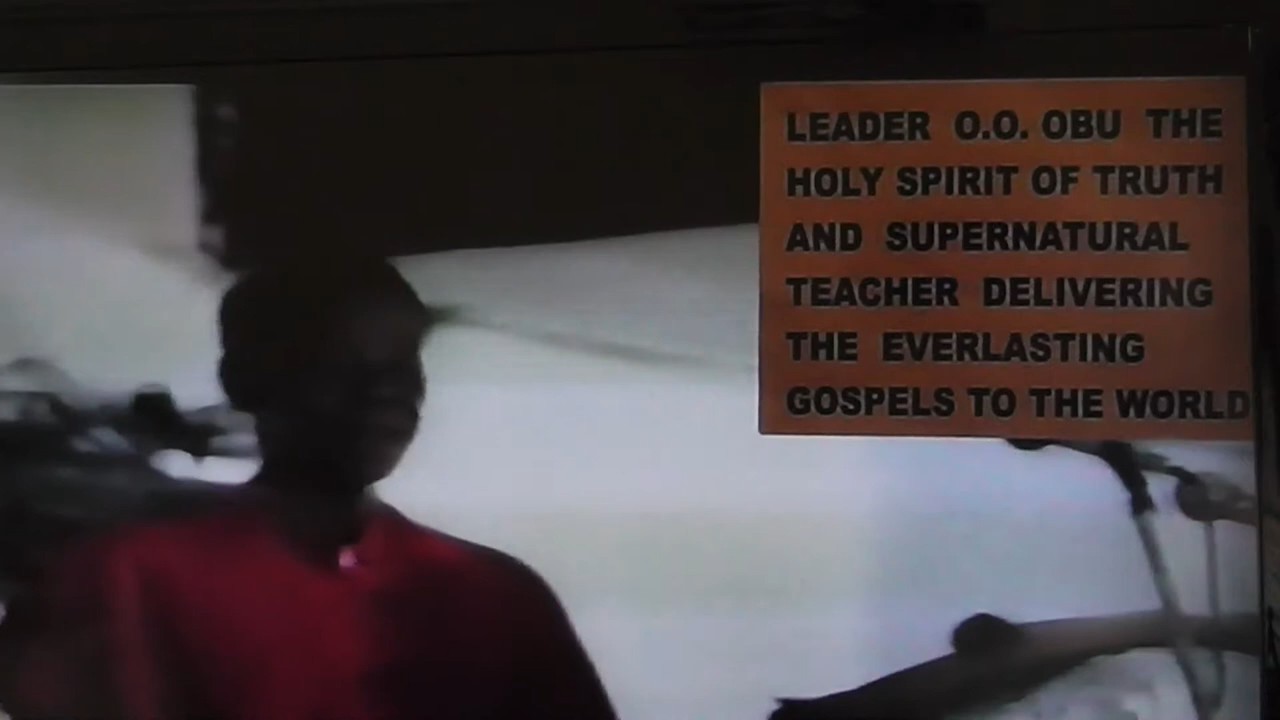 LEADER O.O. OBU THE
HOLY SPIRIT OF TRUTH
AND SUPERNATURAL
TEACHER DELIVERING
THE EVERLASTING
GOSPELS TO THE WORLD